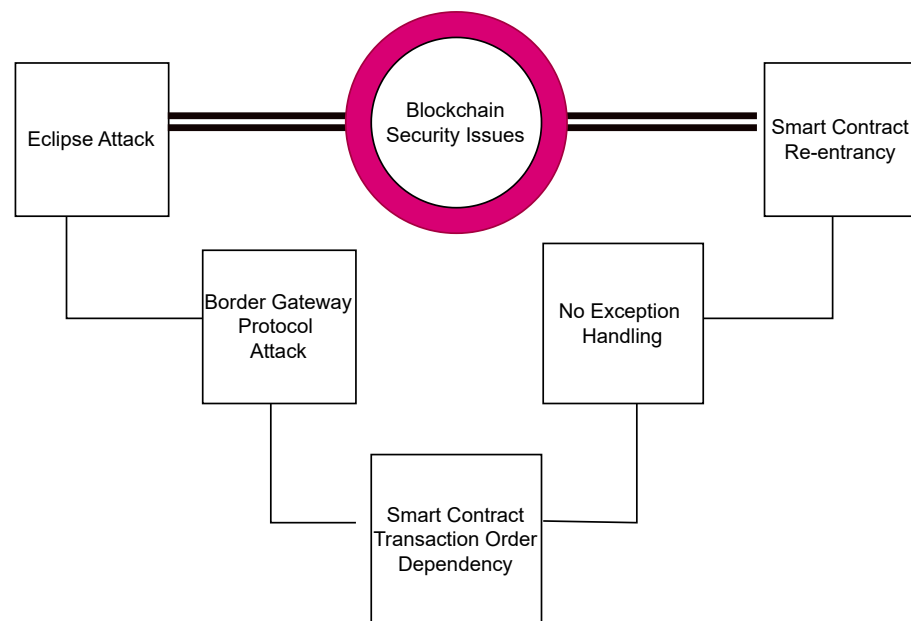 Blockchain
Security Issues
Eclipse Attack
Smart Contract
Re-entrancy
Border Gateway
Protocol
Attack
No Exception
Handling
Smart Contract
Transaction Order
Dependency